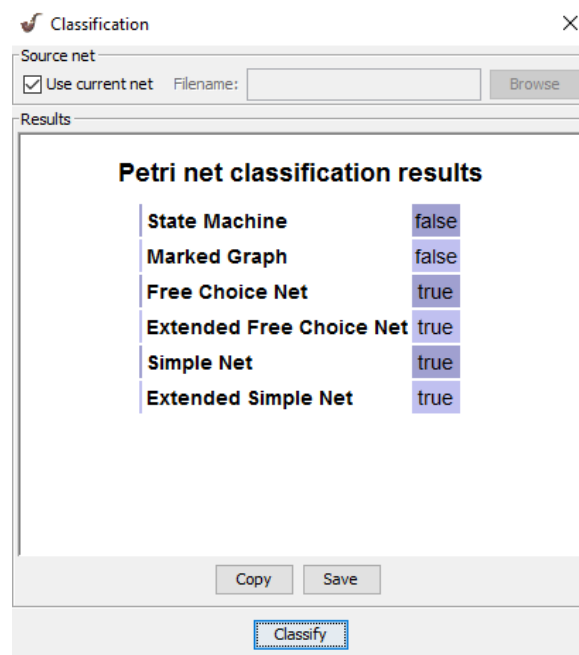 Classification
Source net
Use current net Filename: Browse
Results
Petri net classification results
State Machine false
Marked Graph false
Free Choice Net true
Extended Free Choice Net true
Simple Net true
Extended Simple Net true
Copy Save
Classify